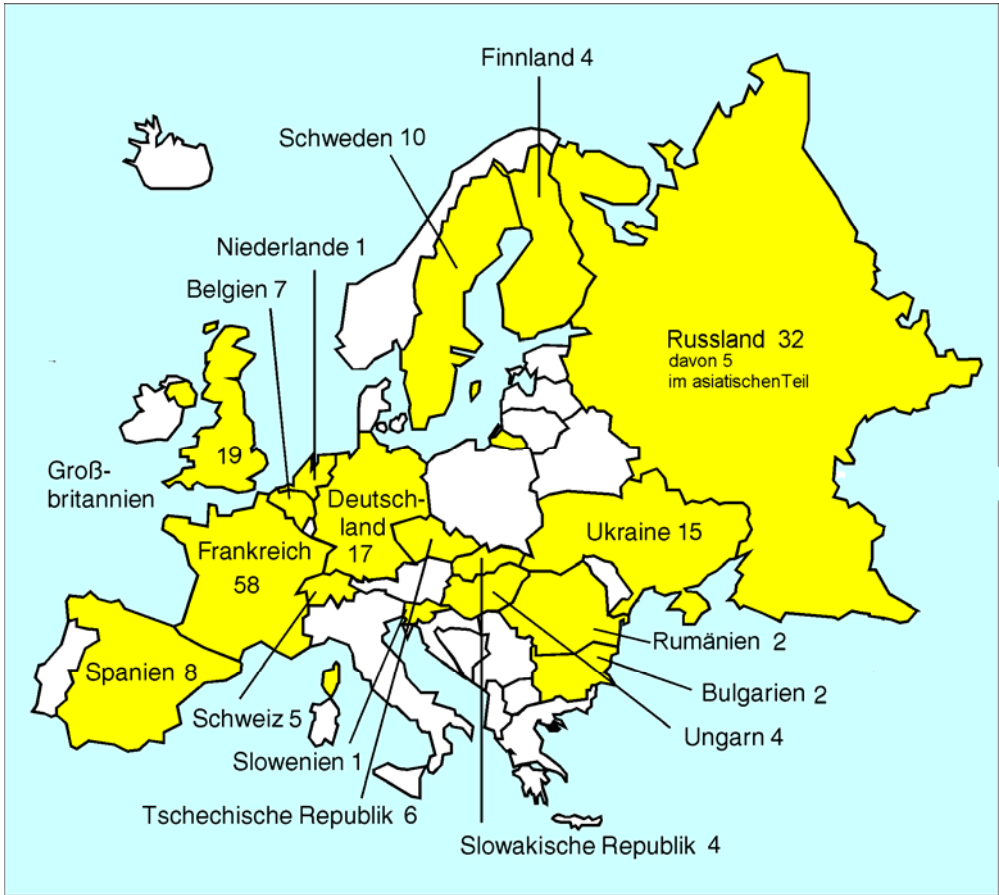 Finnland 4
Schweden 10
Niederlande 1
Belgien 7
Russland 32
davon 5
im asiatischen Teil
19
Groß-
britannien
Deutsch-
land
17
Ukraine 15
Frankreich
58
Rumänien 2
Spanien 8
Bulgarien 2
Schweiz 5
Ungarn 4
Slowenien 1
Tschechische Republik 6
Slowakische Republik 4